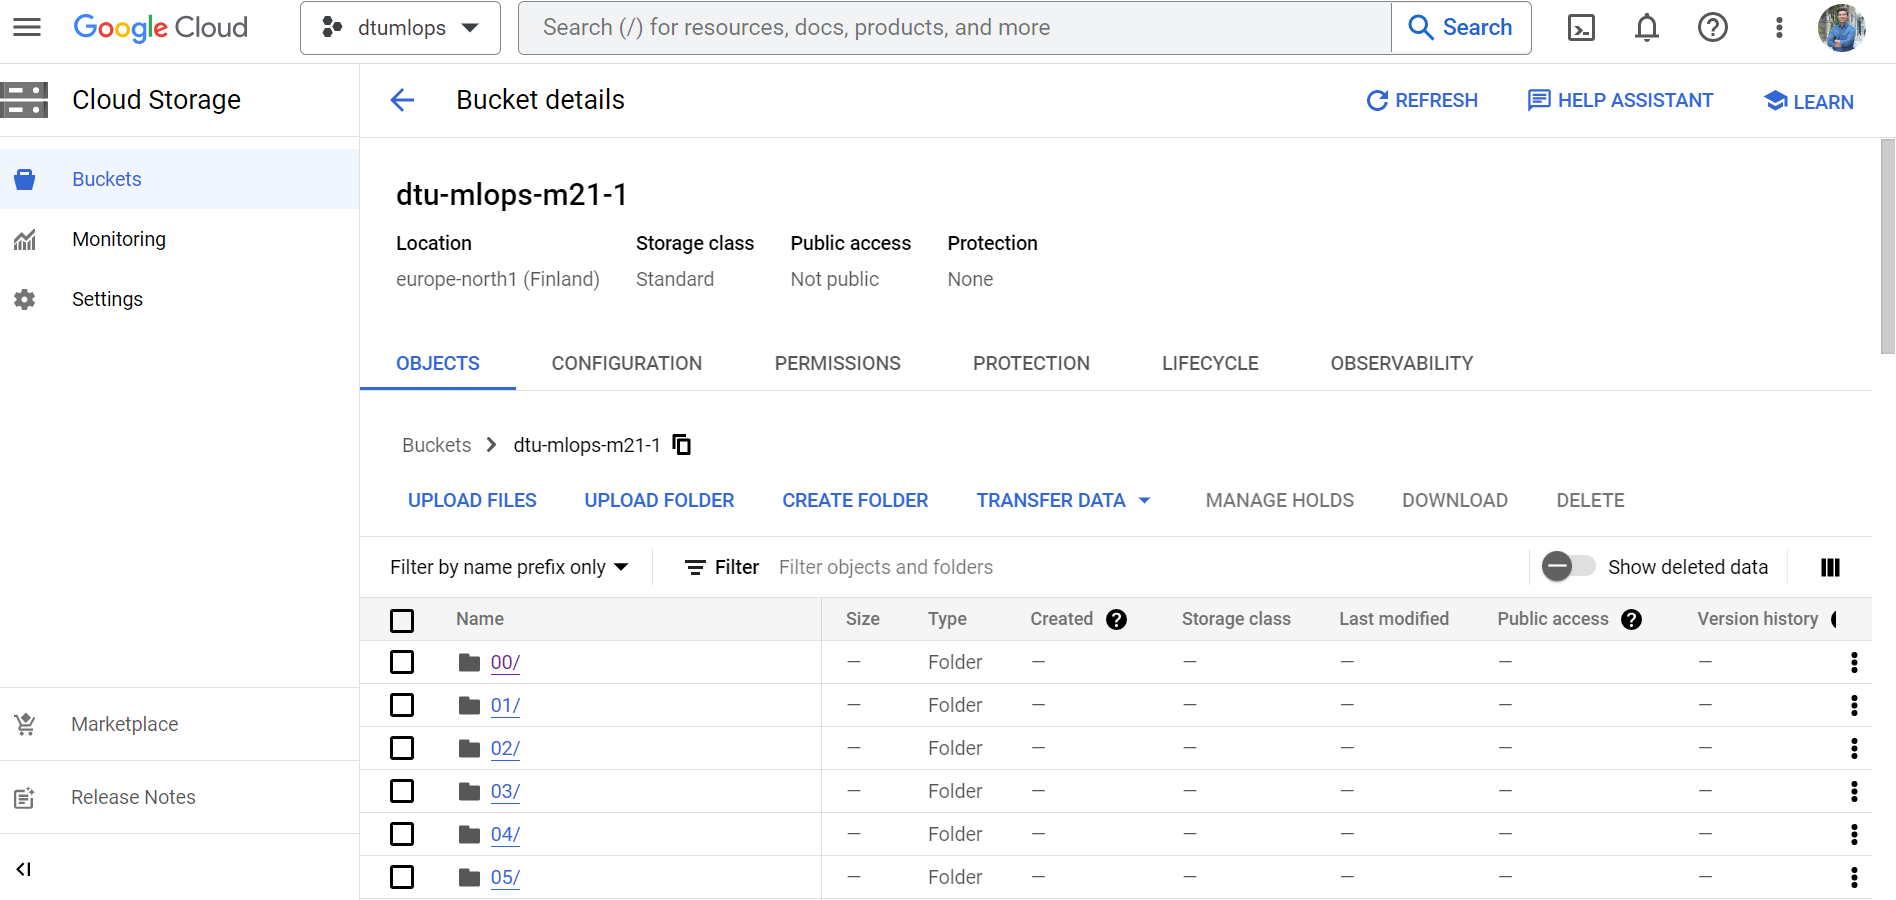 Google Cloud
dtumlops
Search (/) for resources, docs, products, and more
Search
Cloud Storage
Bucket details
REFRESH
HELP ASSISTANT
LEARN
Buckets
Monitoring
Settings
Marketplace
Release Notes
dtu-mlops-m21-1
Location Storage class Public access Protection
europe-north1 (Finland) Standard Not public None
OBJECTS CONFIGURATION PERMISSIONS PROTECTION LIFECYCLE OBSERVABILITY
Buckets dtu-mlops-m21-1
UPLOAD FILES UPLOAD FOLDER CREATE FOLDER TRANSFER DATA MANAGE HOLDS DOWNLOAD DELETE
Filter by name prefix only Filter Filter objects and folders Show deleted data
Name Size Type Created ? Storage class Last modified Public access ? Version history
00/ — Folder — — — — —
01/ — Folder — — — — —
02/ — Folder — — — — —
03/ — Folder — — — — —
04/ — Folder — — — — —
05/ — Folder — — — — —